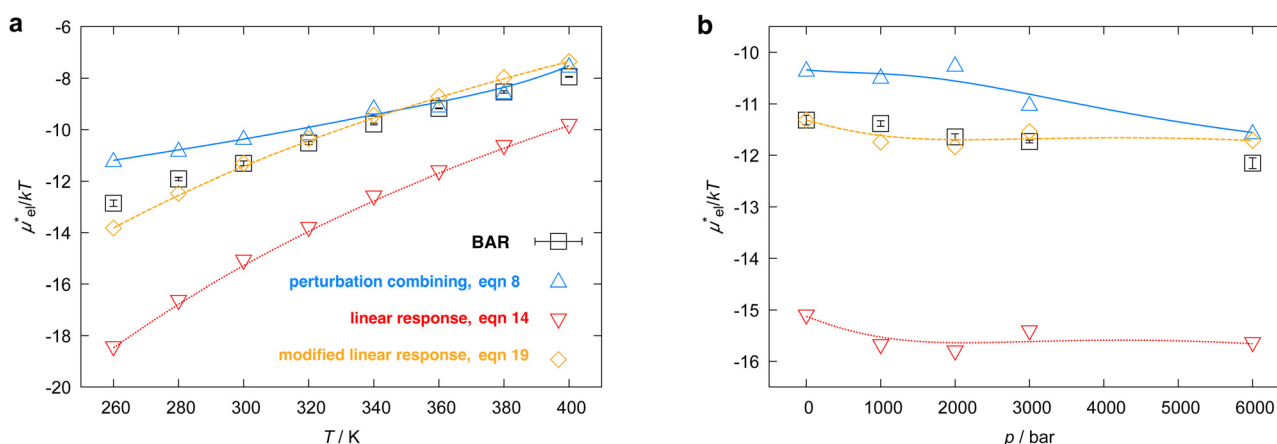 a
-6
-8
-10
-12
-14
-16
-18
-20
μ*el/kT
260 280 300 320 340 360 380 400
T / K
BAR
perturbation combining, eqn 8
linear response, eqn 14
modified linear response, eqn 19
b
-10
-11
-12
-13
-14
-15
-16
μ*el/kT
0 1000 2000 3000 4000 5000 6000
p / bar